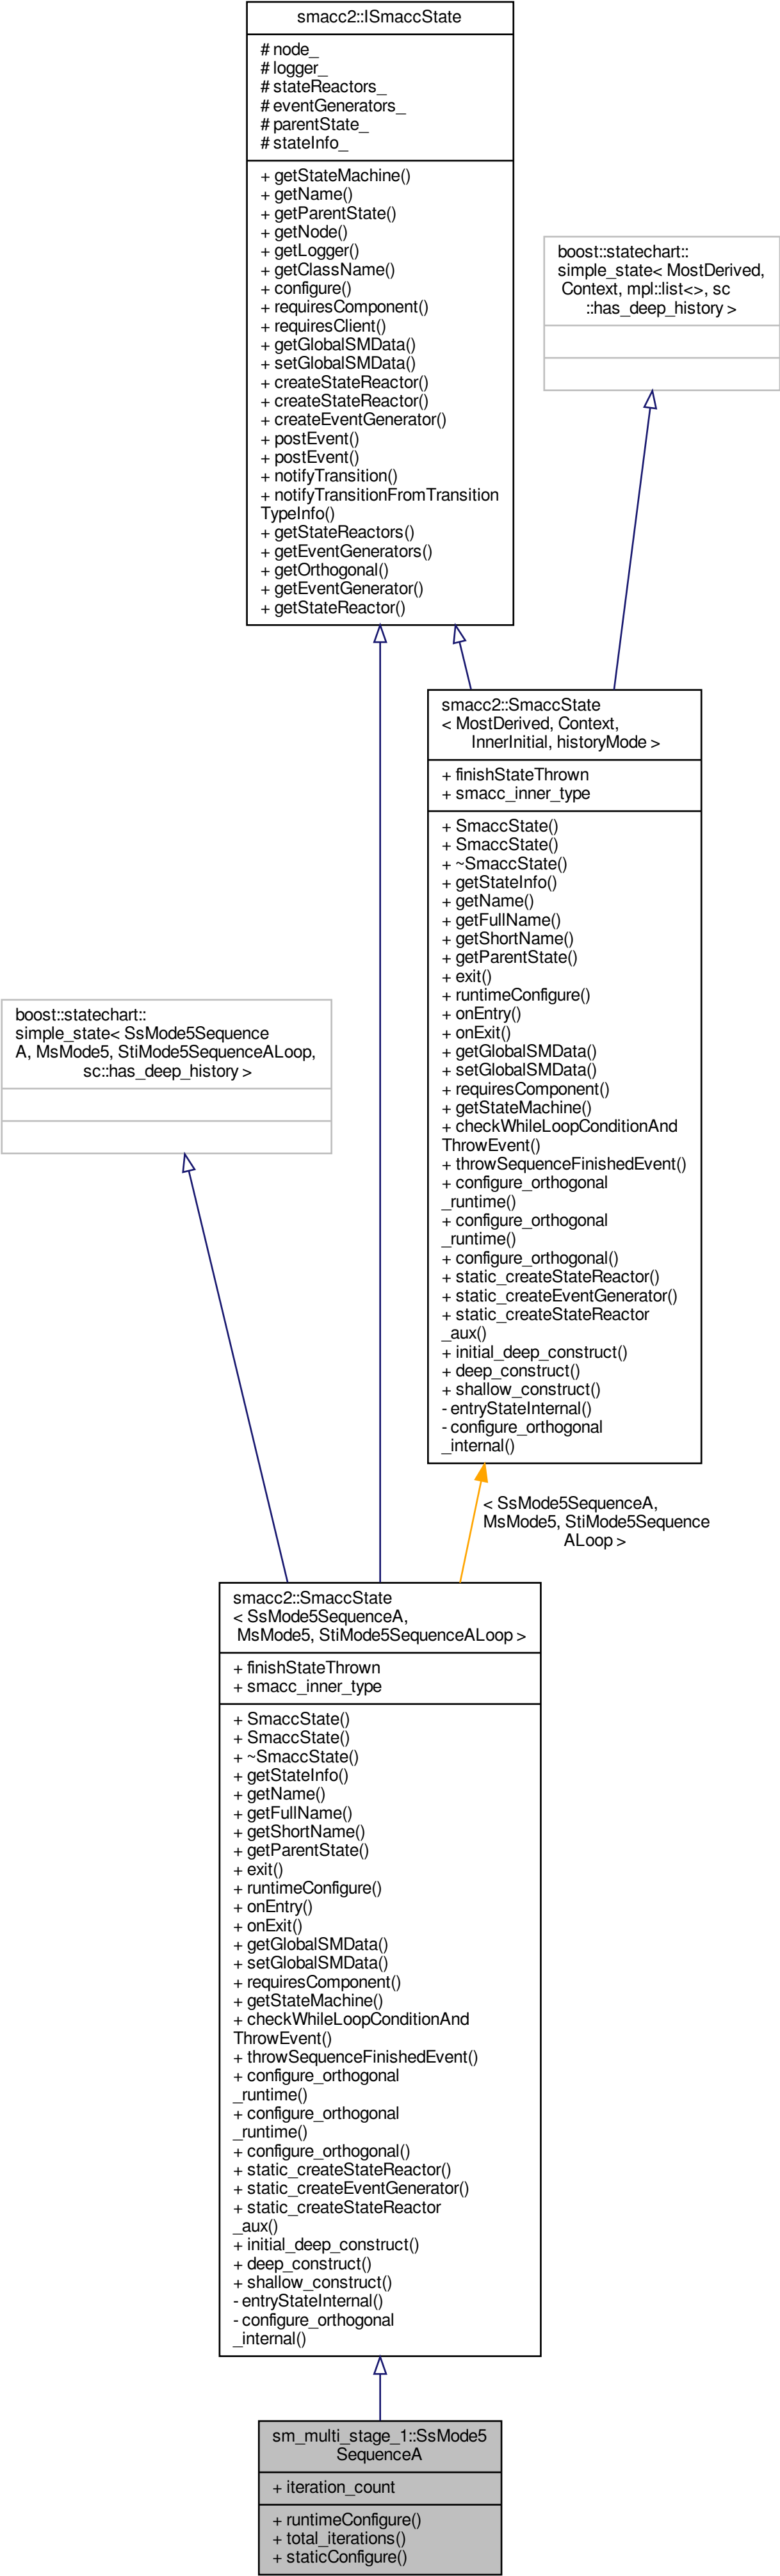 smacc2::ISmaccState
# node_
# logger_
# stateReactors_
# eventGenerators_
# parentState_
# stateInfo_
+ getStateMachine()
+ getName()
+ getParentState()
+ getNode()
+ getLogger()
+ getClassName()
+ configure()
+ requiresComponent()
+ requiresClient()
+ getGlobalSMData()
+ setGlobalSMData()
+ createStateReactor()
+ createStateReactor()
+ createEventGenerator()
+ postEvent()
+ postEvent()
+ notifyTransition()
+ notifyTransitionFromTransition
TypeInfo()
+ getStateReactors()
+ getEventGenerators()
+ getOrthogonal()
+ getEventGenerator()
+ getStateReactor()
boost::statechart::
simple_state< MostDerived,
Context, mpl::list<>, sc
::has_deep_history >
smacc2::SmaccState
< MostDerived, Context,
InnerInitial, historyMode >
+ finishStateThrown
+ smacc_inner_type
+ SmaccState()
+ SmaccState()
+ ~SmaccState()
+ getStateInfo()
+ getName()
+ getFullName()
+ getShortName()
+ getParentState()
+ exit()
+ runtimeConfigure()
+ onEntry()
+ onExit()
+ getGlobalSMData()
+ setGlobalSMData()
+ requiresComponent()
+ getStateMachine()
+ checkWhileLoopConditionAnd
ThrowEvent()
+ throwSequenceFinishedEvent()
+ configure_orthogonal
_runtime()
+ configure_orthogonal
_runtime()
+ configure_orthogonal()
+ static_createStateReactor()
+ static_createEventGenerator()
+ static_createStateReactor
_aux()
+ initial_deep_construct()
+ deep_construct()
+ shallow_construct()
- entryStateInternal()
- configure_orthogonal
_internal()
boost::statechart::
simple_state< SsMode5Sequence
A, MsMode5, StiMode5SequenceALoop,
sc::has_deep_history >
< SsMode5SequenceA,
MsMode5, StiMode5Sequence
ALoop >
smacc2::SmaccState
< SsMode5SequenceA,
MsMode5, StiMode5SequenceALoop >
+ finishStateThrown
+ smacc_inner_type
+ SmaccState()
+ SmaccState()
+ ~SmaccState()
+ getStateInfo()
+ getName()
+ getFullName()
+ getShortName()
+ getParentState()
+ exit()
+ runtimeConfigure()
+ onEntry()
+ onExit()
+ getGlobalSMData()
+ setGlobalSMData()
+ requiresComponent()
+ getStateMachine()
+ checkWhileLoopConditionAnd
ThrowEvent()
+ throwSequenceFinishedEvent()
+ configure_orthogonal
_runtime()
+ configure_orthogonal
_runtime()
+ configure_orthogonal()
+ static_createStateReactor()
+ static_createEventGenerator()
+ static_createStateReactor
_aux()
+ initial_deep_construct()
+ deep_construct()
+ shallow_construct()
- entryStateInternal()
- configure_orthogonal
_internal()
sm_multi_stage_1::SsMode5
SequenceA
+ iteration_count
+ runtimeConfigure()
+ total_iterations()
+ staticConfigure()